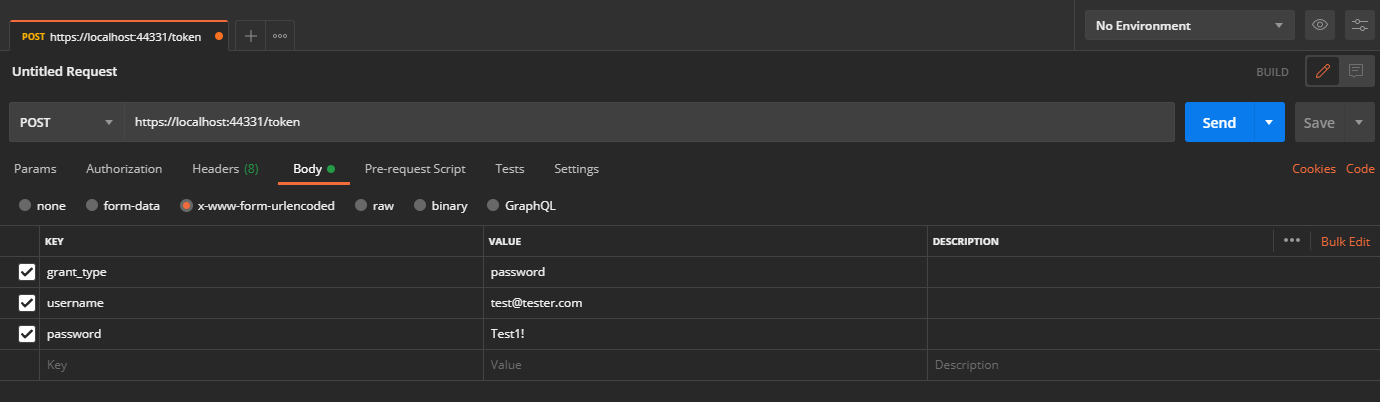 POST https://localhost:44331/token
No Environment
Untitled Request
BUILD
POST https://localhost:44331/token Send Save
Params Authorization Headers (8) Body Pre-request Script Tests Settings Cookies Code
none form-data x-www-form-urlencoded raw binary GraphQL
KEY VALUE DESCRIPTION ••• Bulk Edit
grant_type password
username test@tester.com
password Test1!
Key Value Description